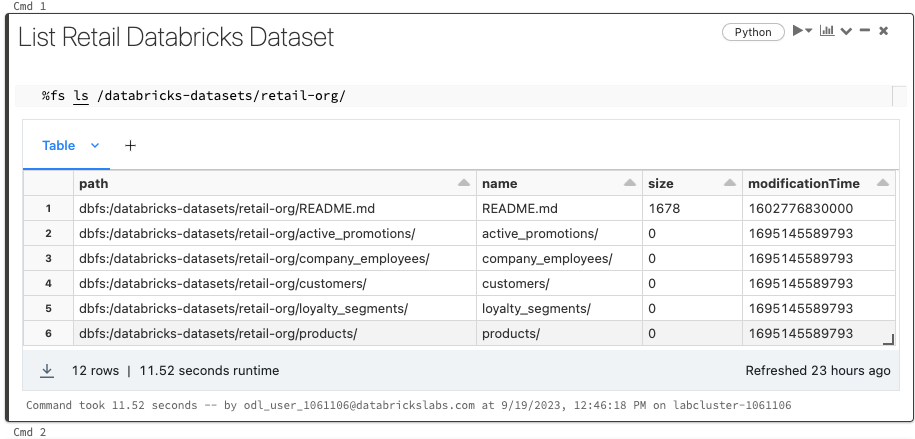 Cmd 1
List Retail Databricks Dataset
Python
%fs ls /databricks-datasets/retail-org/
Table
path name size modificationTime
1 dbfs:/databricks-datasets/retail-org/README.md README.md 1678 1602776830000
2 dbfs:/databricks-datasets/retail-org/active_promotions/ active_promotions/ 0 1695145589793
3 dbfs:/databricks-datasets/retail-org/company_employees/ company_employees/ 0 1695145589793
4 dbfs:/databricks-datasets/retail-org/customers/ customers/ 0 1695145589793
5 dbfs:/databricks-datasets/retail-org/loyalty_segments/ loyalty_segments/ 0 1695145589793
6 dbfs:/databricks-datasets/retail-org/products/ products/ 0 1695145589793
12 rows | 11.52 seconds runtime Refreshed 23 hours ago
Command took 11.52 seconds -- by odl_user_1061106@databrickslabs.com at 9/19/2023, 12:46:18 PM on labcluster-1061106
Cmd 2